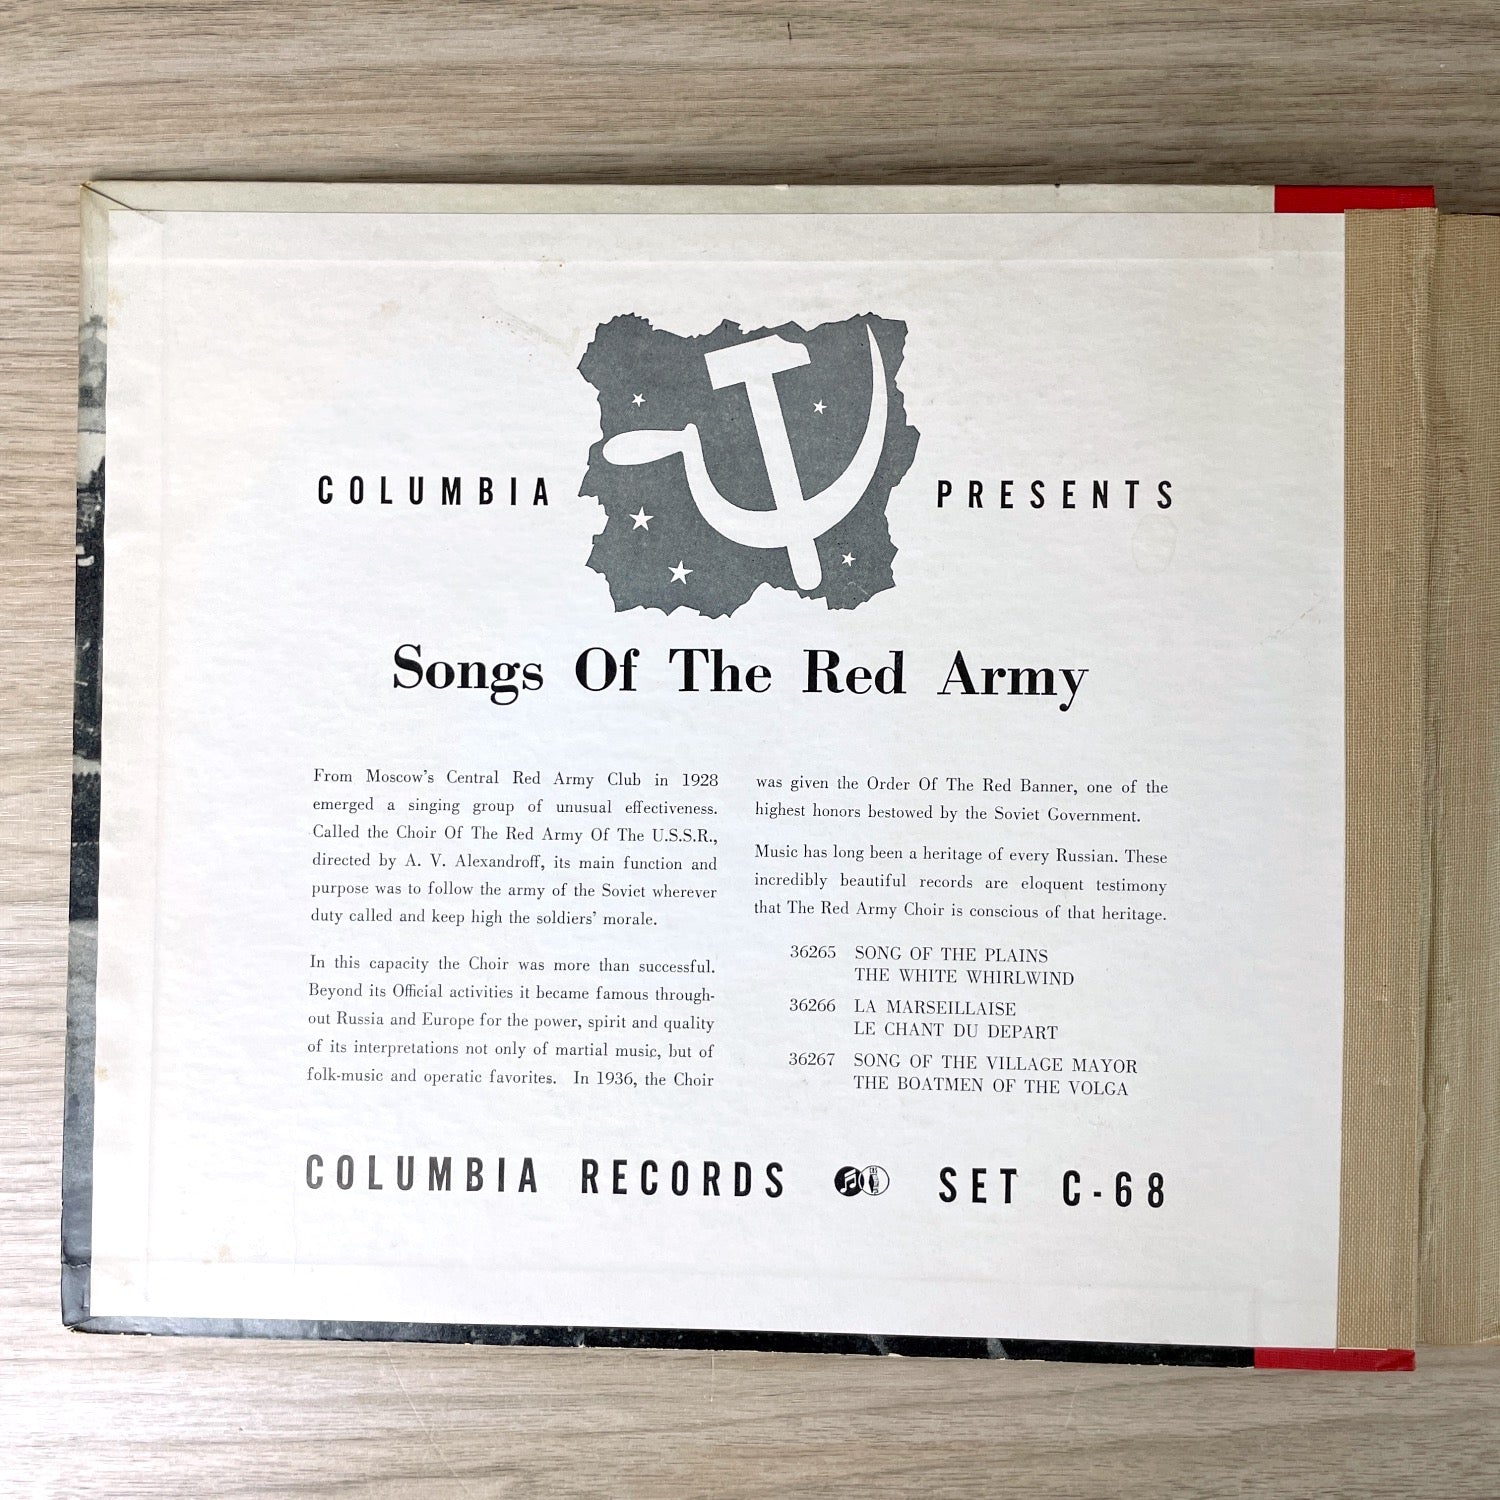 COLUMBIA PRESENTS
Songs Of The Red Army
From Moscow's Central Red Army Club in 1928
emerged a singing group of unusual effectiveness.
Called the Choir Of The Red Army Of The U.S.S.R.,
directed by A. V. Alexandroff, its main function and
purpose was to follow the army of the Soviet wherever
duty called and keep high the soldiers' morale.
In this capacity the Choir was more than successful.
Beyond its Official activities it became famous through-
out Russia and Europe for the power, spirit and quality
of its interpretations not only of martial music, but of
folk-music and operatic favorites. In 1936, the Choir
was given the Order Of The Red Banner, one of the
highest honors bestowed by the Soviet Government.
Music has long been a heritage of every Russian. These
incredibly beautiful records are eloquent testimony
that The Red Army Choir is conscious of that heritage.
36265 SONG OF THE PLAINS
THE WHITE WHIRLWIND
36266 LA MARSEILLAISE
LE CHANT DU DEPART
36267 SONG OF THE VILLAGE MAYOR
THE BOATMEN OF THE VOLGA
COLUMBIA RECORDS CBS SET C-68